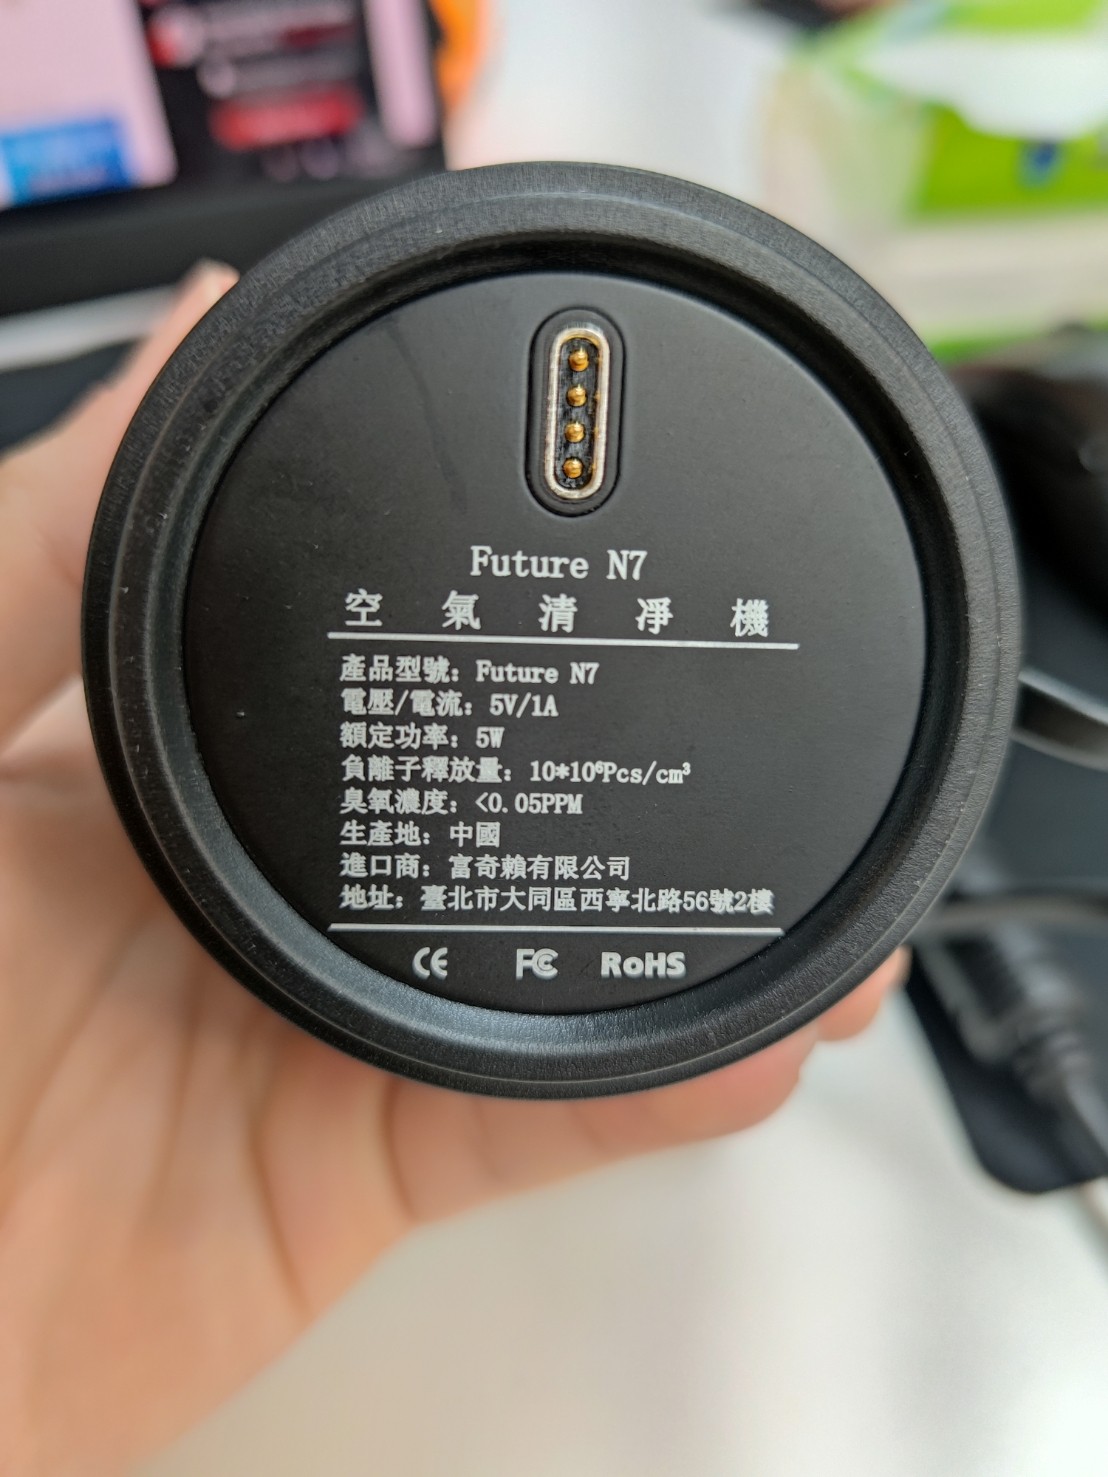 Future N7
空氣清凈機
產品型號：Future N7
電壓/電流：5V/1A
額定功率：5W
負離子釋放量：10*10⁶Pcs/cm³
臭氧濃度：<0.05PPM
生產地：中國
進口商：富奇賴有限公司
地址：臺北市大同區西寧北路56號2樓
CE FC RoHS